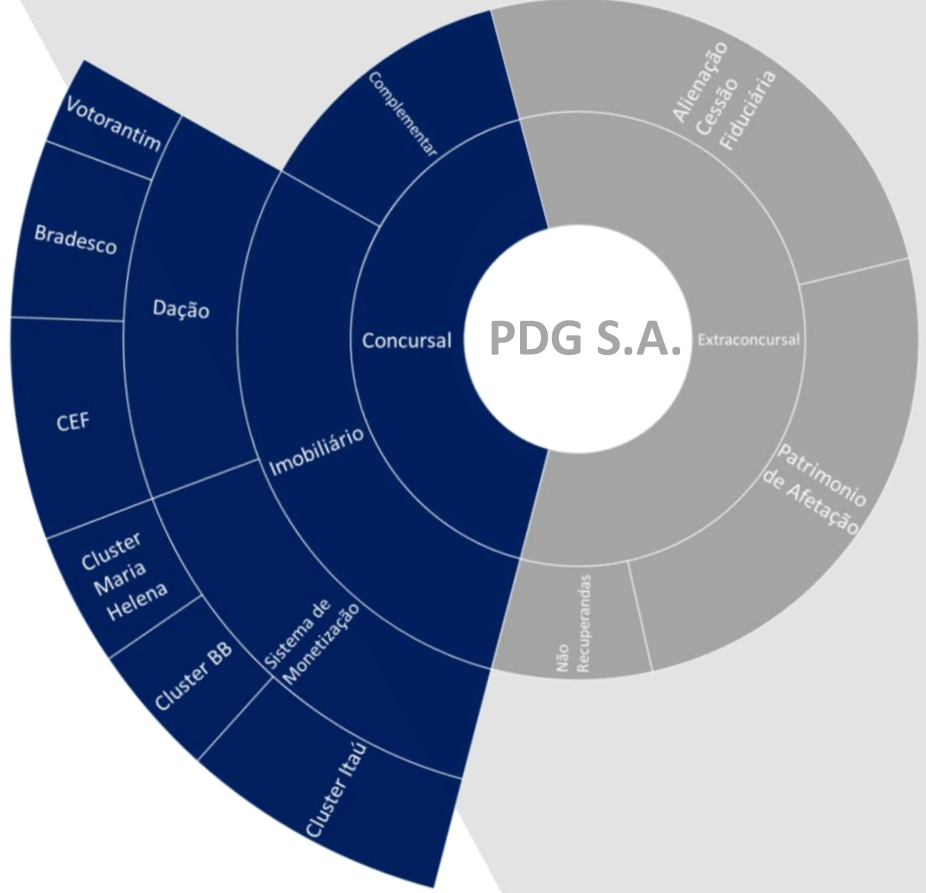 Complementar
Alienação
Cessão
Fiduciária
Votorantim
Bradesco
Dação
Concursal
PDG S.A.
Extraconcursal
CEF
Imobiliário
Patrimonio
de Afetação
Cluster
Maria
Helena
Sistema de
Monetização
Não
Recuperandas
Cluster BB
Cluster Itaú